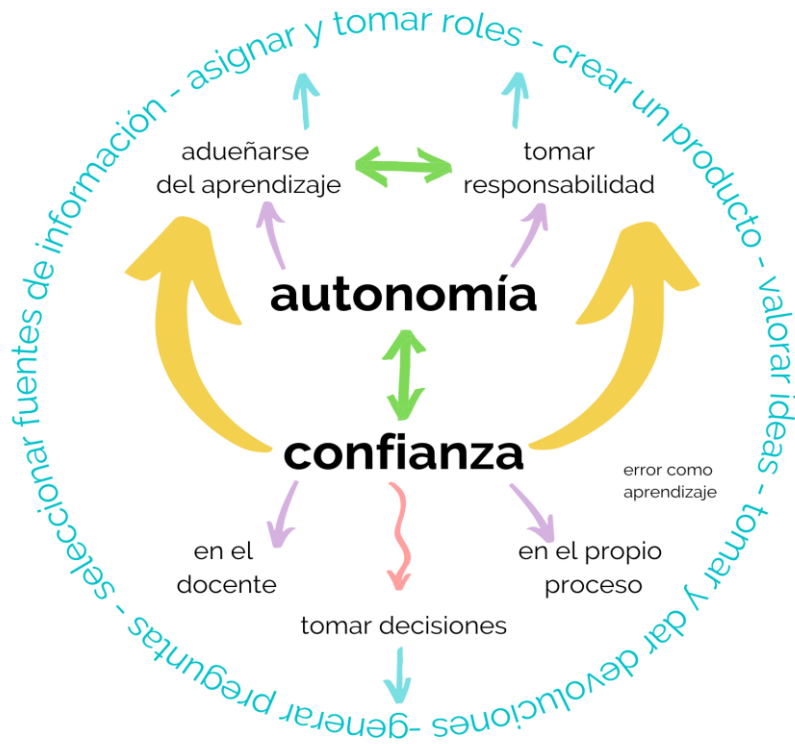 seleccionar fuentes de información - asignar y tomar roles - crear un producto - valorar ideas - tomar y dar devoluciones -generar preguntas -
adueñarse
del aprendizaje
tomar
responsabilidad
autonomía
confianza
error como
aprendizaje
en el
docente
en el propio
proceso
tomar decisiones